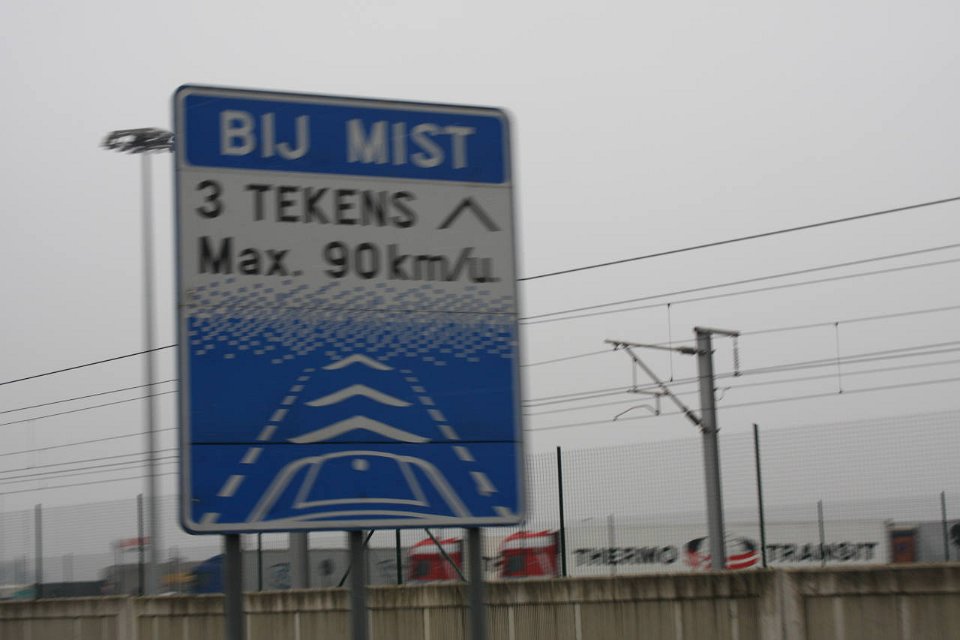 BIJ MIST
3 TEKENS
Max. 90km/u.
THERMO TRANSIT